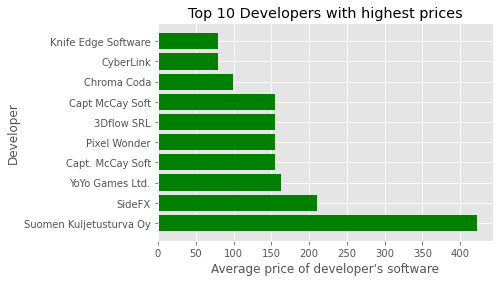 Top 10 Developers with highest prices
Knife Edge Software
CyberLink
Chroma Coda
Capt McCay Soft
3Dflow SRL
Pixel Wonder
Capt. McCay Soft
YoYo Games Ltd.
SideFX
Suomen Kuljetusturva Oy
Developer
0 50 100 150 200 250 300 350 400
Average price of developer's software